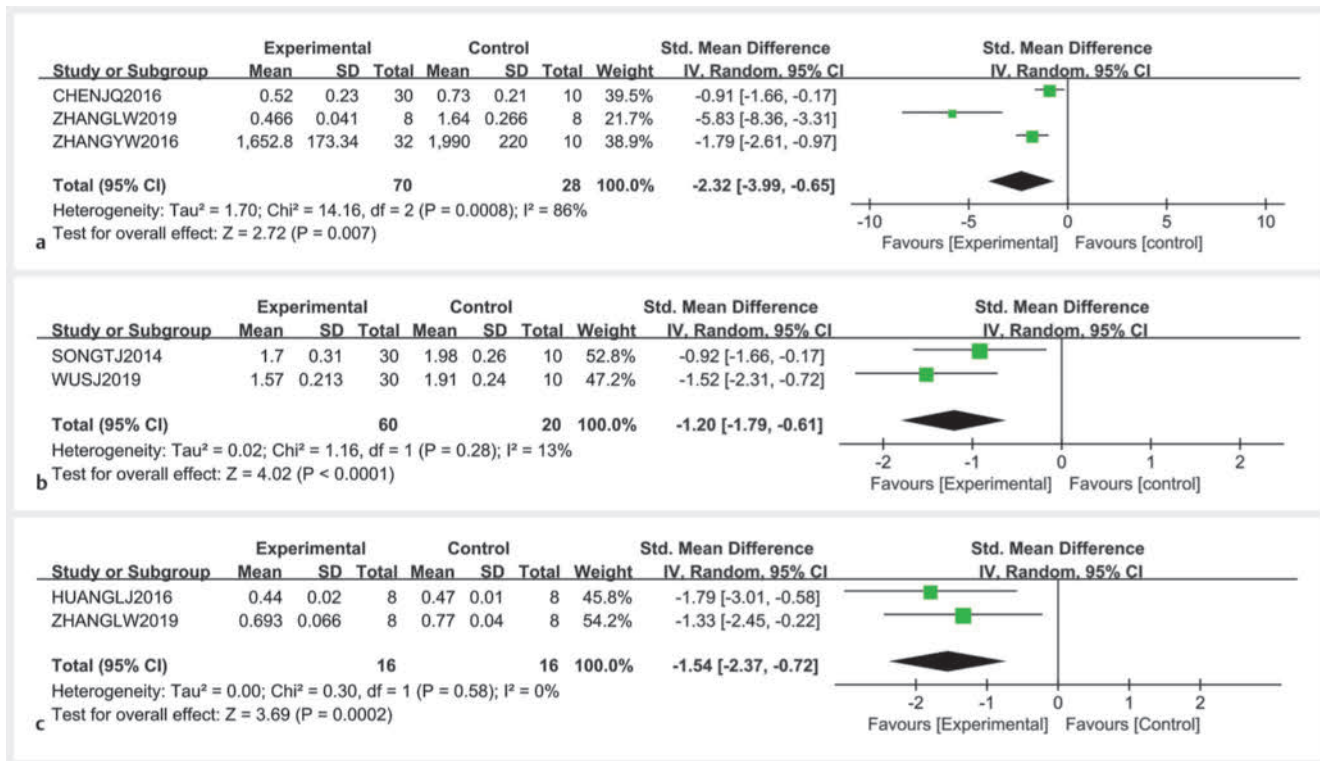 Experimental Control Std. Mean Difference Std. Mean Difference
Study or Subgroup Mean SD Total Mean SD Total Weight IV, Random, 95% CI IV, Random, 95% CI
CHENJQ2016 0.52 0.23 30 0.73 0.21 10 39.5% -0.91 [-1.66, -0.17]
ZHANGLW2019 0.466 0.041 8 1.64 0.266 8 21.7% -5.83 [-8.36, -3.31]
ZHANGYW2016 1,652.8 173.34 32 1,990 220 10 38.9% -1.79 [-2.61, -0.97]
Total (95% CI) 70 28 100.0% -2.32 [-3.99, -0.65]
Heterogeneity: Tau² = 1.70; Chi² = 14.16, df = 2 (P = 0.0008); I² = 86%
-10 -5 0 5 10
a Test for overall effect: Z = 2.72 (P = 0.007)
Favours [Experimental] Favours [control]
Experimental Control Std. Mean Difference Std. Mean Difference
Study or Subgroup Mean SD Total Mean SD Total Weight IV, Random, 95% CI IV, Random, 95% CI
SONGTJ2014 1.7 0.31 30 1.98 0.26 10 52.8% -0.92 [-1.66, -0.17]
WUSJ2019 1.57 0.213 30 1.91 0.24 10 47.2% -1.52 [-2.31, -0.72]
Total (95% CI) 60 20 100.0% -1.20 [-1.79, -0.61]
Heterogeneity: Tau² = 0.02; Chi² = 1.16, df = 1 (P = 0.28); I² = 13%
-2 -1 0 1 2
b Test for overall effect: Z = 4.02 (P < 0.0001)
Favours [Experimental] Favours [control]
Experimental Control Std. Mean Difference Std. Mean Difference
Study or Subgroup Mean SD Total Mean SD Total Weight IV, Random, 95% CI IV, Random, 95% CI
HUANGLJ2016 0.44 0.02 8 0.47 0.01 8 45.8% -1.79 [-3.01, -0.58]
ZHANGLW2019 0.693 0.066 8 0.77 0.04 8 54.2% -1.33 [-2.45, -0.22]
Total (95% CI) 16 16 100.0% -1.54 [-2.37, -0.72]
Heterogeneity: Tau² = 0.00; Chi² = 0.30, df = 1 (P = 0.58); I² = 0%
-2 -1 0 1 2
c Test for overall effect: Z = 3.69 (P = 0.0002)
Favours [Experimental] Favours [Control]